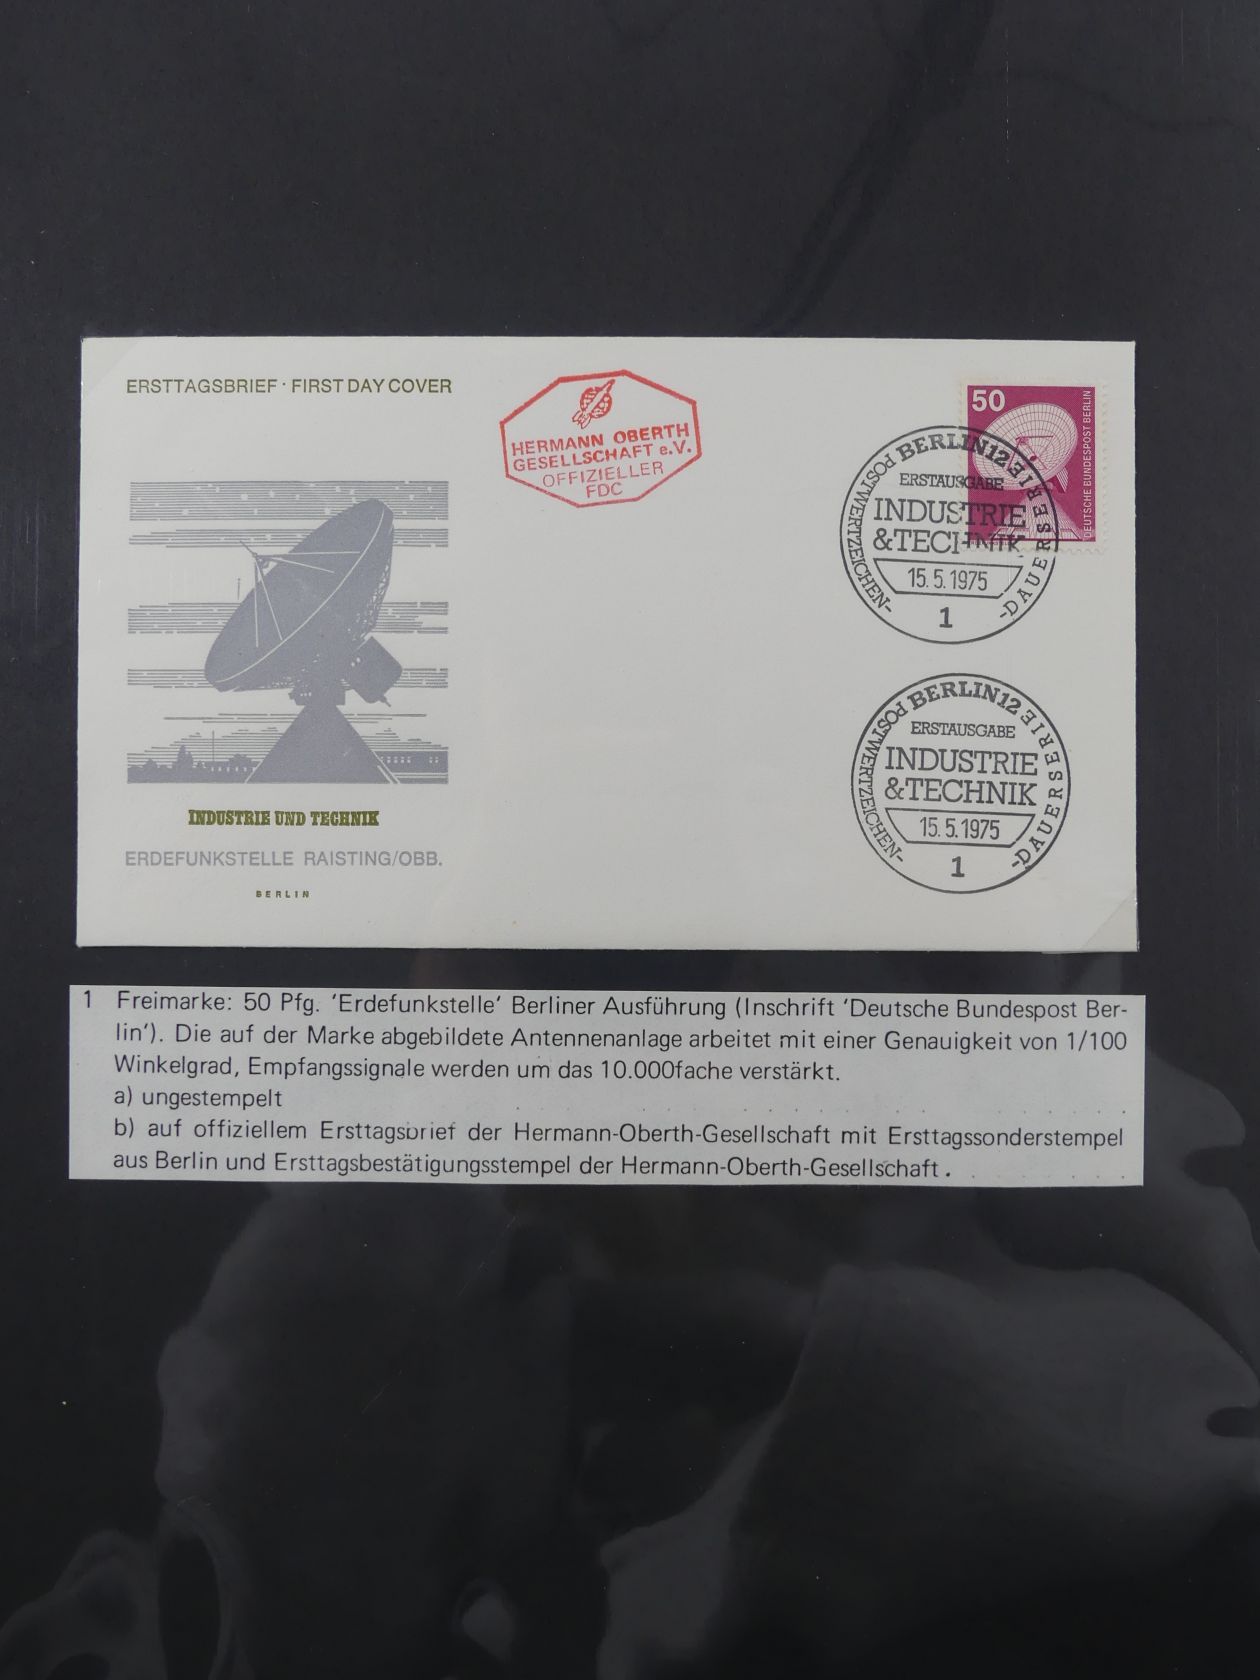 ERSTTAGSBRIEF · FIRST DAY COVER
HERMANN OBERTH
GESELLSCHAFT e.V.
OFFIZIELLER
FDC
50
DEUTSCHE BUNDESPOST BERLIN
POSTWERTZEICHEN- BERLIN 12 -DAUERSERIE
ERSTAUSGABE
INDUSTRIE
&TECHNIK
15.5.1975
1
POSTWERTZEICHEN- BERLIN 12 -DAUERSERIE
ERSTAUSGABE
INDUSTRIE
&TECHNIK
15.5.1975
1
INDUSTRIE UND TECHNIK
ERDEFUNKSTELLE RAISTING/OBB.
BERLIN
1 Freimarke: 50 Pfg. 'Erdefunkstelle' Berliner Ausführung (Inschrift 'Deutsche Bundespost Ber-
lin'). Die auf der Marke abgebildete Antennenanlage arbeitet mit einer Genauigkeit von 1/100
Winkelgrad, Empfangssignale werden um das 10.000fache verstärkt.
a) ungestempelt . . . . . . . . . . . . . .
b) auf offiziellem Ersttagsbrief der Hermann-Oberth-Gesellschaft mit Ersttagssonderstempel
aus Berlin und Ersttagsbestätigungsstempel der Hermann-Oberth-Gesellschaft . . . . . .